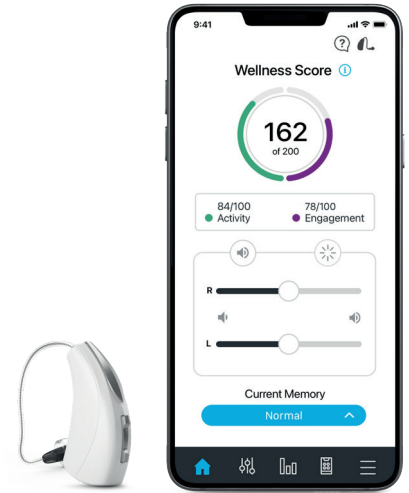 9:41
Wellness Score
162
of 200
84/100
Activity
78/100
Engagement
R
L
Current Memory
Normal